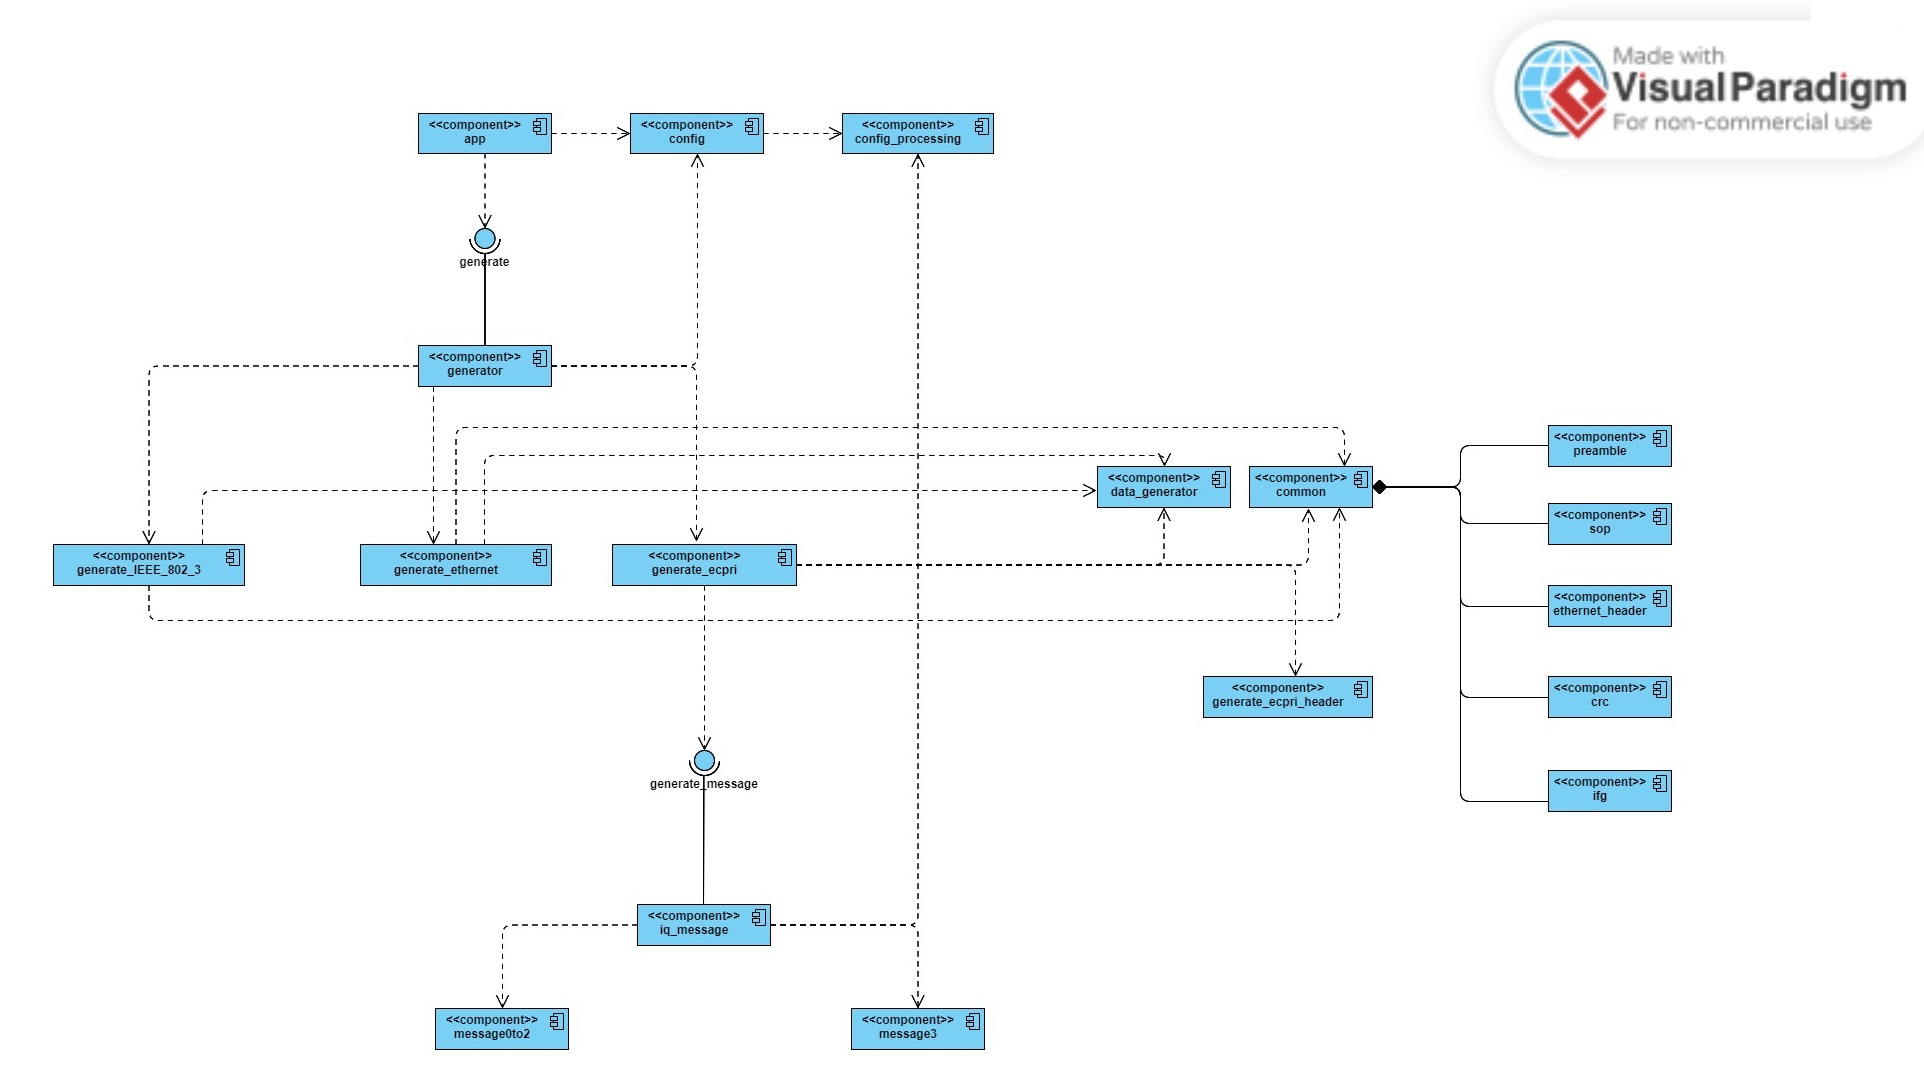 Made with
Visual Paradigm
For non-commercial use
<<component>>
app
<<component>>
config
<<component>>
config_processing
generate
<<component>>
generator
<<component>>
preamble
<<component>>
data_generator
<<component>>
common
<<component>>
sop
<<component>>
generate_IEEE_802_3
<<component>>
generate_ethernet
<<component>>
generate_ecpri
<<component>>
ethernet_header
<<component>>
generate_ecpri_header
<<component>>
crc
generate_message
<<component>>
ifg
<<component>>
iq_message
<<component>>
message0to2
<<component>>
message3